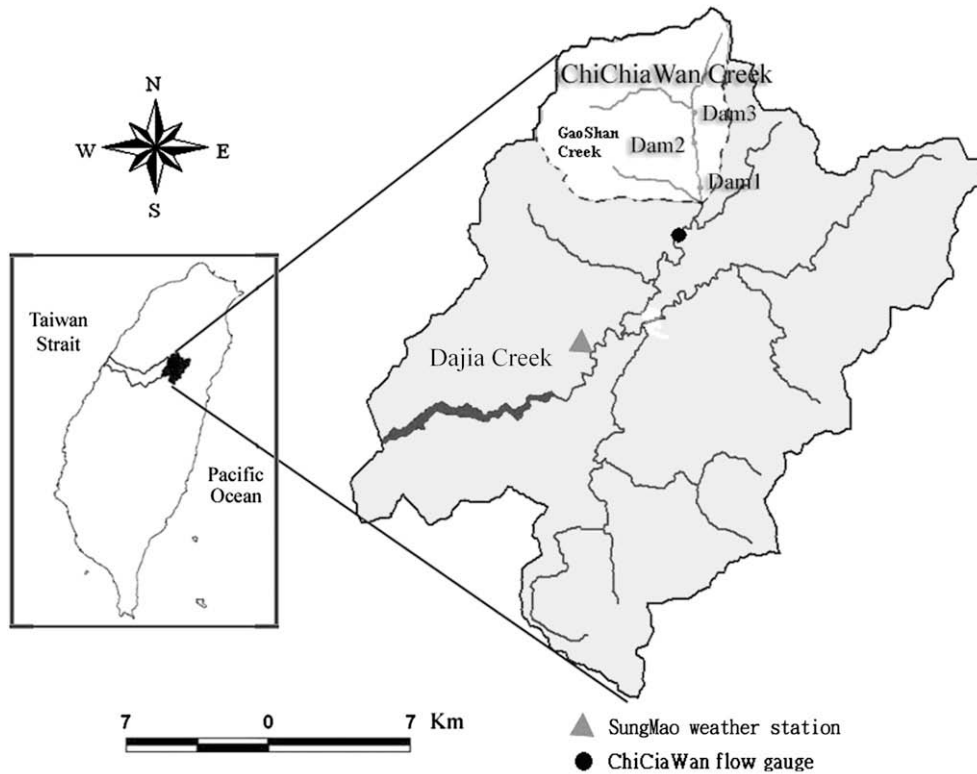 ChiChiaWan Creek
N
Dam3
GaoShan
Creek
Dam2
W
E
Dam1
S
Taiwan
Strait
Dajia Creek
Pacific
Ocean
7 0 7 Km
SungMao weather station
ChiCiaWan flow gauge